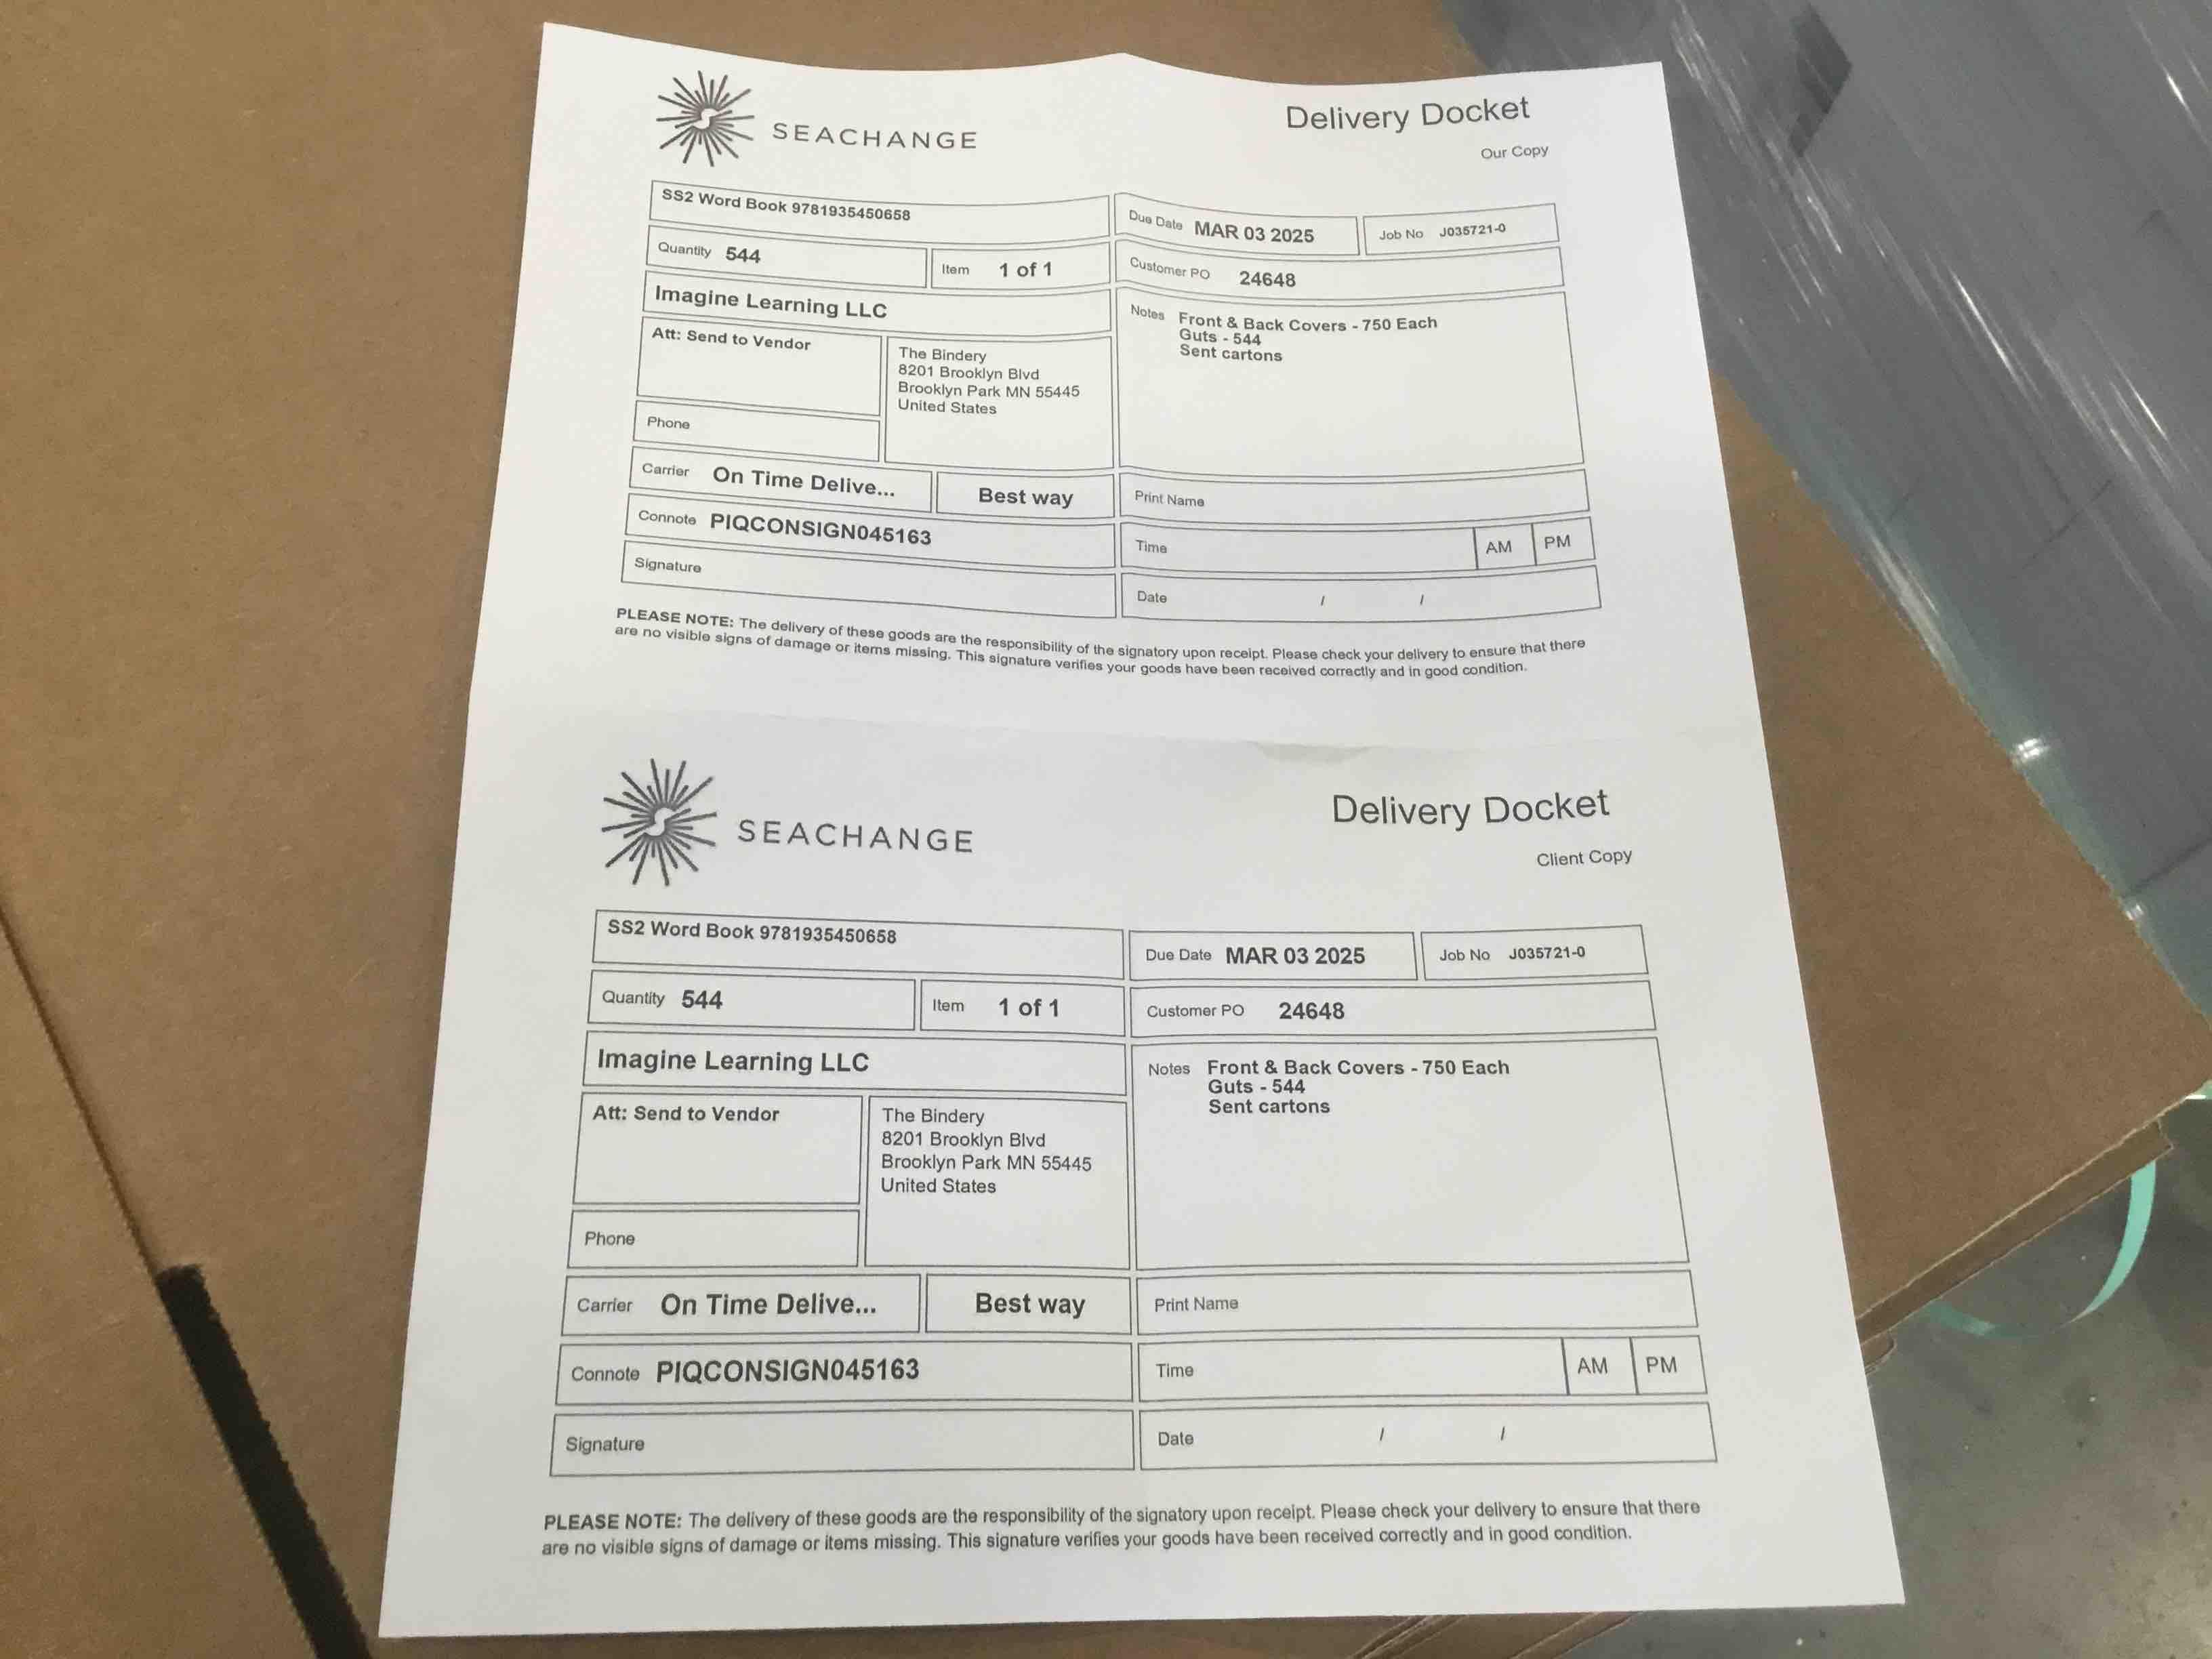 SEACHANGE
Delivery Docket
Our Copy
SS2 Word Book 9781935450658
Due Date MAR 03 2025
Job No J035721-0
Quantity 544
Item 1 of 1
Customer PO 24648
Imagine Learning LLC
Notes Front & Back Covers - 750 Each
Guts - 544
Sent cartons
Att: Send to Vendor
The Bindery
8201 Brooklyn Blvd
Brooklyn Park MN 55445
United States
Phone
Carrier On Time Delive...
Best way
Print Name
Connote PIQCONSIGN045163
Time
AM
PM
Signature
Date / /
PLEASE NOTE: The delivery of these goods are the responsibility of the signatory upon receipt. Please check your delivery to ensure that there
are no visible signs of damage or items missing. This signature verifies your goods have been received correctly and in good condition.
SEACHANGE
Delivery Docket
Client Copy
SS2 Word Book 9781935450658
Due Date MAR 03 2025
Job No J035721-0
Quantity 544
Item 1 of 1
Customer PO 24648
Imagine Learning LLC
Notes Front & Back Covers - 750 Each
Guts - 544
Sent cartons
Att: Send to Vendor
The Bindery
8201 Brooklyn Blvd
Brooklyn Park MN 55445
United States
Phone
Carrier On Time Delive...
Best way
Print Name
Connote PIQCONSIGN045163
Time
AM
PM
Signature
Date / /
PLEASE NOTE: The delivery of these goods are the responsibility of the signatory upon receipt. Please check your delivery to ensure that there
are no visible signs of damage or items missing. This signature verifies your goods have been received correctly and in good condition.